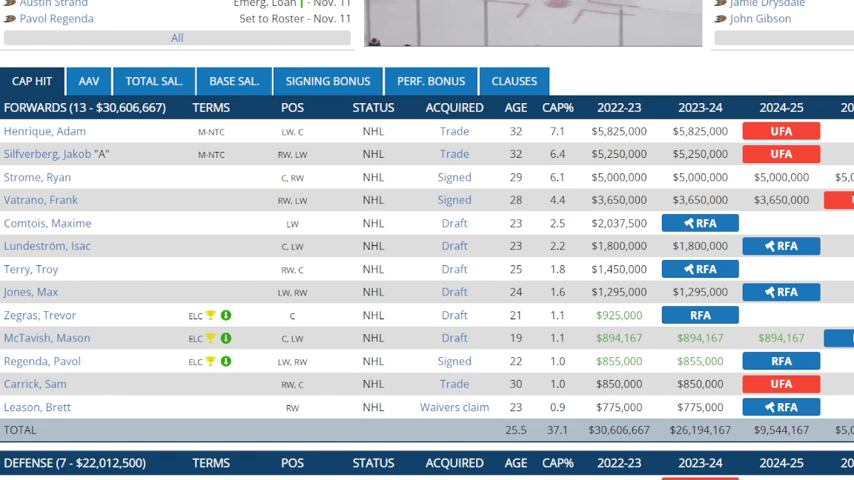 Austin Strand Emerg. Loan - Nov. 11 Jamie Drysdale
Pavol Regenda Set to Roster - Nov. 11 John Gibson
All
CAP HIT AAV TOTAL SAL. BASE SAL. SIGNING BONUS PERF. BONUS CLAUSES
FORWARDS (13 - $30,606,667) TERMS POS STATUS ACQUIRED AGE CAP% 2022-23 2023-24 2024-25
Henrique, Adam M-NTC LW, C NHL Trade 32 7.1 $5,825,000 $5,825,000 UFA
Silfverberg, Jakob "A" M-NTC RW, LW NHL Trade 32 6.4 $5,250,000 $5,250,000 UFA
Strome, Ryan C, RW NHL Signed 29 6.1 $5,000,000 $5,000,000 $5,000,000
Vatrano, Frank RW, LW NHL Signed 28 4.4 $3,650,000 $3,650,000 $3,650,000
Comtois, Maxime LW NHL Draft 23 2.5 $2,037,500 RFA
Lundeström, Isac C, LW NHL Draft 23 2.2 $1,800,000 $1,800,000 RFA
Terry, Troy RW, C NHL Draft 25 1.8 $1,450,000 RFA
Jones, Max LW, RW NHL Draft 24 1.6 $1,295,000 $1,295,000 RFA
Zegras, Trevor ELC C NHL Draft 21 1.1 $925,000 RFA
McTavish, Mason ELC C, LW NHL Draft 19 1.1 $894,167 $894,167 $894,167
Regenda, Pavol ELC LW, RW NHL Signed 22 1.0 $855,000 $855,000 RFA
Carrick, Sam RW, C NHL Trade 30 1.0 $850,000 $850,000 UFA
Leason, Brett RW NHL Waivers claim 23 0.9 $775,000 $775,000 RFA
TOTAL 25.5 37.1 $30,606,667 $26,194,167 $9,544,167
DEFENSE (7 - $22,012,500) TERMS POS STATUS ACQUIRED AGE CAP% 2022-23 2023-24 2024-25